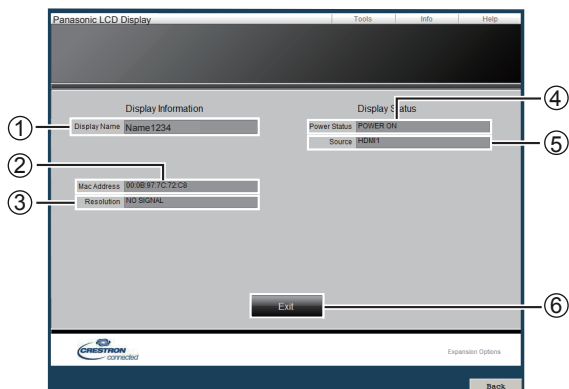 Panasonic LCD Display Tools Info Help
Display Information Display Status
① Display Name Name1234 Power Status POWER ON ④
Source HDMI1 ⑤
②
Mac Address 00:0B:97:7C:72:C8
③ Resolution NO SIGNAL
Exit ⑥
CRESTRON connected Expansion Options
Back